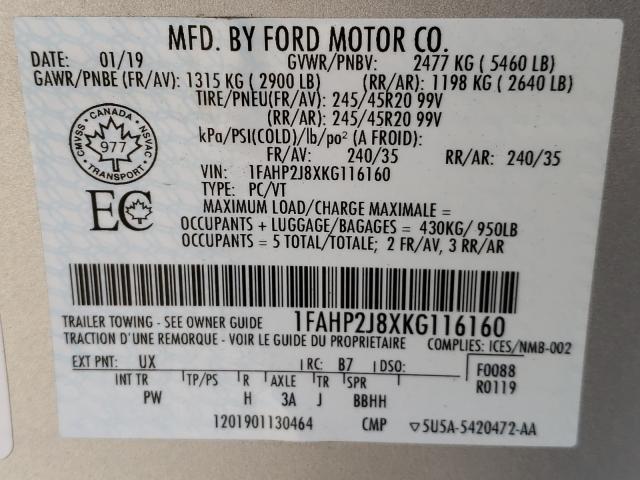 MFD. BY FORD MOTOR CO.
DATE: 01/19 GVWR/PNBV: 2477 KG ( 5460 LB)
GAWR/PNBE (FR/AV): 1315 KG ( 2900 LB) (RR/AR): 1198 KG ( 2640 LB)
TIRE/PNEU(FR/AV): 245/45R20 99V
(RR/AR): 245/45R20 99V
kPa/PSI(COLD)/lb/po² (A FROID):
FR/AV: 240/35 RR/AR: 240/35
CMVSS • CANADA • NSVAC • TRANSPORT •
977
VIN: 1FAHP2J8XKG116160
TYPE: PC/VT
EC
MAXIMUM LOAD/CHARGE MAXIMALE =
OCCUPANTS + LUGGAGE/BAGAGES = 430KG/ 950LB
OCCUPANTS = 5 TOTAL/TOTALE; 2 FR/AV, 3 RR/AR
TRAILER TOWING - SEE OWNER GUIDE 1FAHP2J8XKG116160
TRACTION D'UNE REMORQUE - VOIR LE GUIDE DU PROPRIETAIRE COMPLIES: ICES/NMB-002
EXT PNT: UX RC: B7 DSO: F0088
INT TR TP/PS R AXLE TR SPR R0119
PW H 3A J BBHH
1201901130464 CMP ▽5U5A-5420472-AA